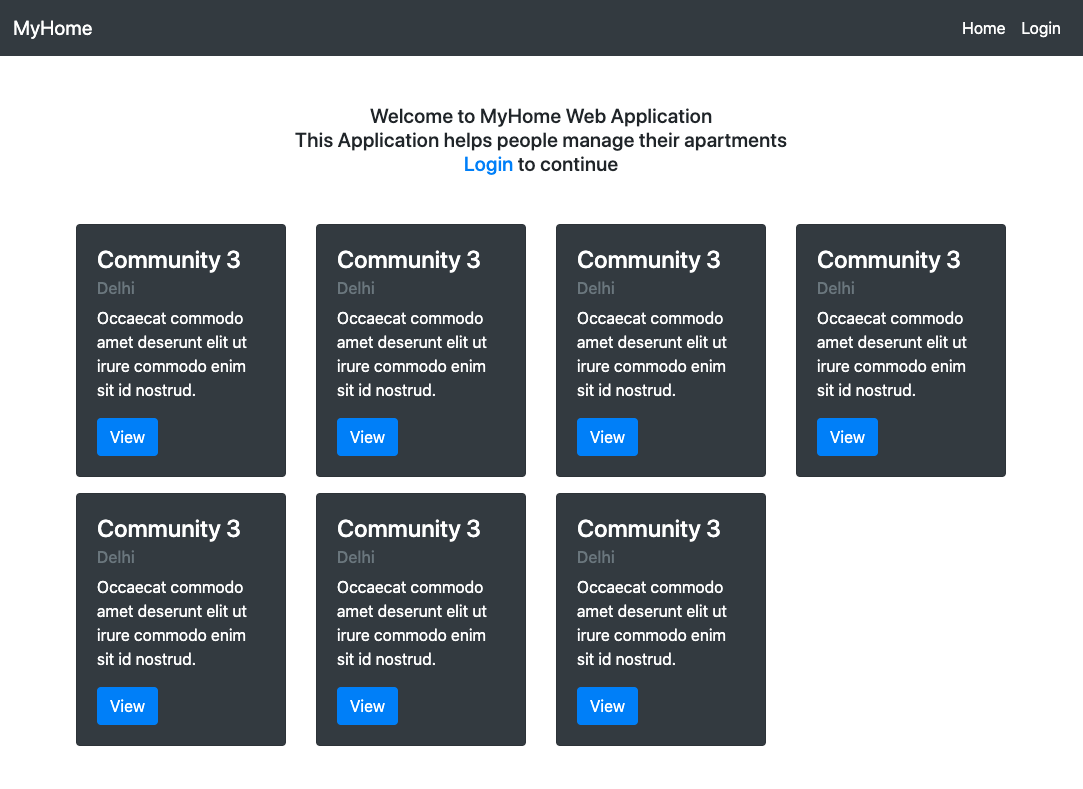 MyHome
Home
Login
Welcome to MyHome Web Application
This Application helps people manage their apartments
Login to continue
Community 3
Delhi
Occaecat commodo
amet deserunt elit ut
irure commodo enim
sit id nostrud.
View
Community 3
Delhi
Occaecat commodo
amet deserunt elit ut
irure commodo enim
sit id nostrud.
View
Community 3
Delhi
Occaecat commodo
amet deserunt elit ut
irure commodo enim
sit id nostrud.
View
Community 3
Delhi
Occaecat commodo
amet deserunt elit ut
irure commodo enim
sit id nostrud.
View
Community 3
Delhi
Occaecat commodo
amet deserunt elit ut
irure commodo enim
sit id nostrud.
View
Community 3
Delhi
Occaecat commodo
amet deserunt elit ut
irure commodo enim
sit id nostrud.
View
Community 3
Delhi
Occaecat commodo
amet deserunt elit ut
irure commodo enim
sit id nostrud.
View